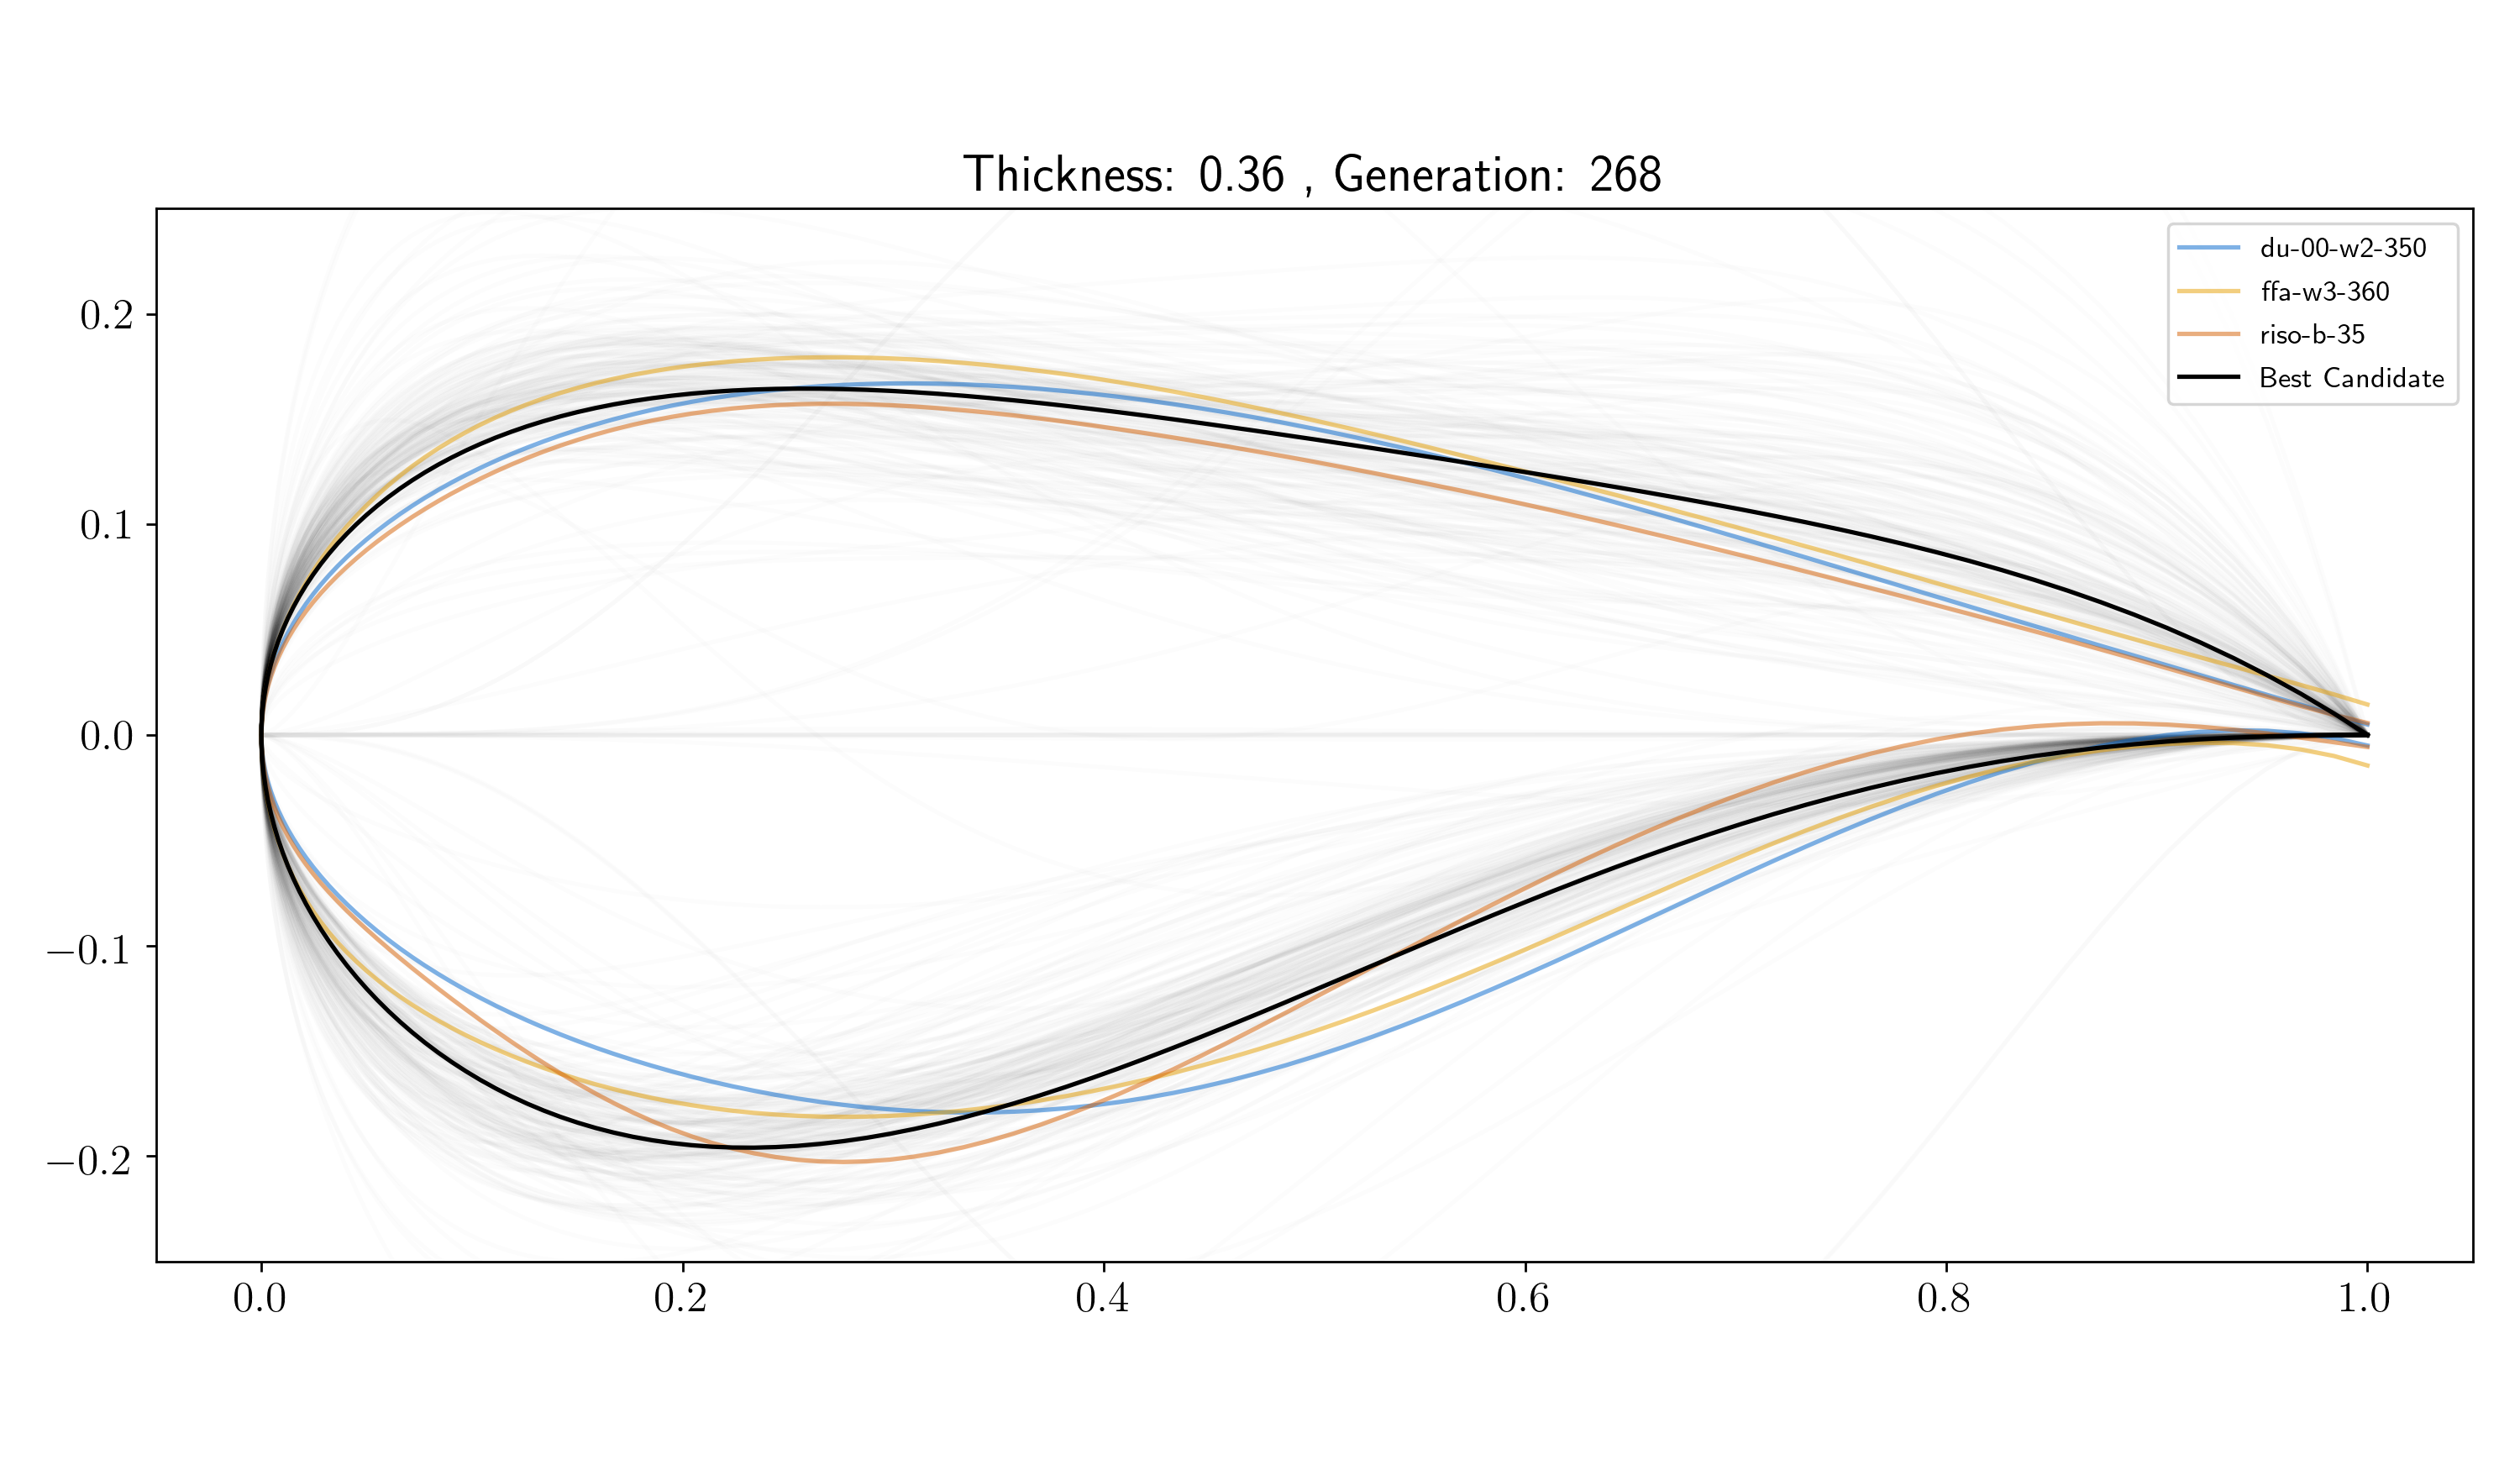 Thickness: 0.36 , Generation: 268
du-00-w2-350
ffa-w3-360
riso-b-35
Best Candidate
0.2
0.1
0.0
−0.1
−0.2
0.0 0.2 0.4 0.6 0.8 1.0